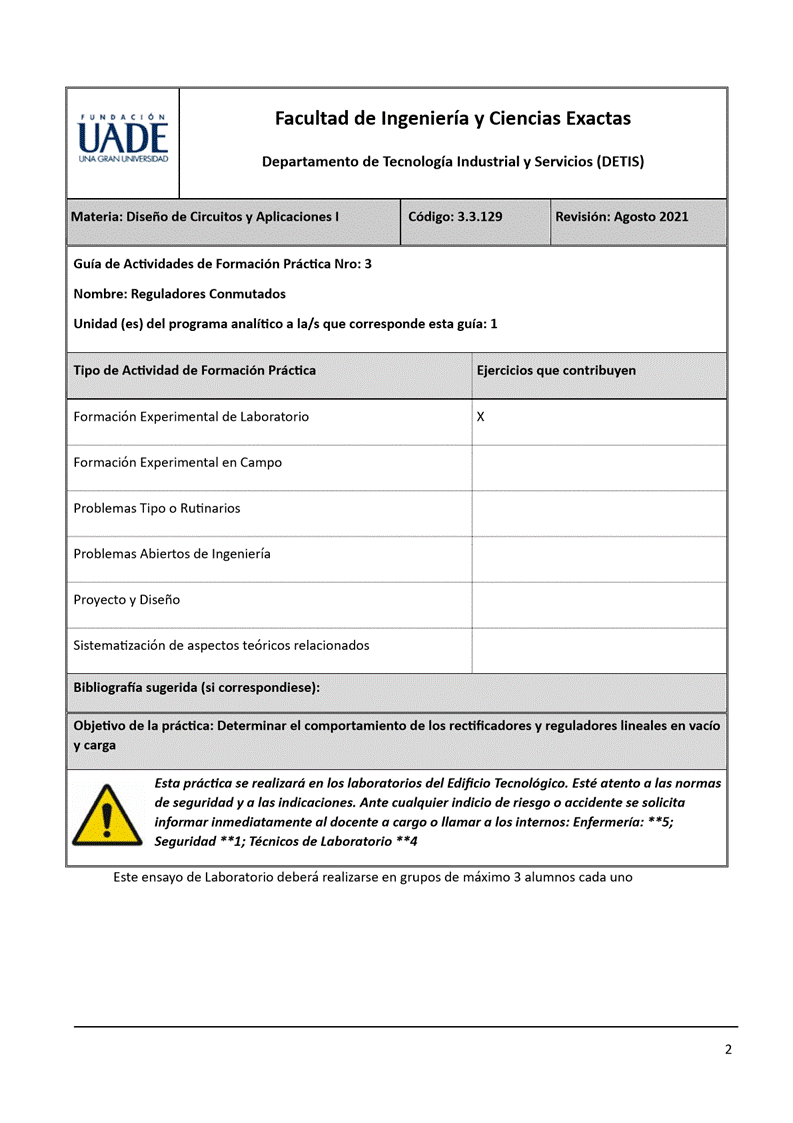 FUNDACIÓN
UADE
UNA GRAN UNIVERSIDAD
Facultad de Ingeniería y Ciencias Exactas
Departamento de Tecnología Industrial y Servicios (DETIS)
Materia: Diseño de Circuitos y Aplicaciones I
Código: 3.3.129
Revisión: Agosto 2021
Guía de Actividades de Formación Práctica Nro: 3
Nombre: Reguladores Conmutados
Unidad (es) del programa analítico a la/s que corresponde esta guía: 1
Tipo de Actividad de Formación Práctica
Ejercicios que contribuyen
Formación Experimental de Laboratorio
X
Formación Experimental en Campo
Problemas Tipo o Rutinarios
Problemas Abiertos de Ingeniería
Proyecto y Diseño
Sistematización de aspectos teóricos relacionados
Bibliografía sugerida (si correspondiese):
Objetivo de la práctica: Determinar el comportamiento de los rectificadores y reguladores lineales en vacío
y carga
Esta práctica se realizará en los laboratorios del Edificio Tecnológico. Esté atento a las normas
de seguridad y a las indicaciones. Ante cualquier indicio de riesgo o accidente se solicita
informar inmediatamente al docente a cargo o llamar a los internos: Enfermería: **5;
Seguridad **1; Técnicos de Laboratorio **4
Este ensayo de Laboratorio deberá realizarse en grupos de máximo 3 alumnos cada uno
2